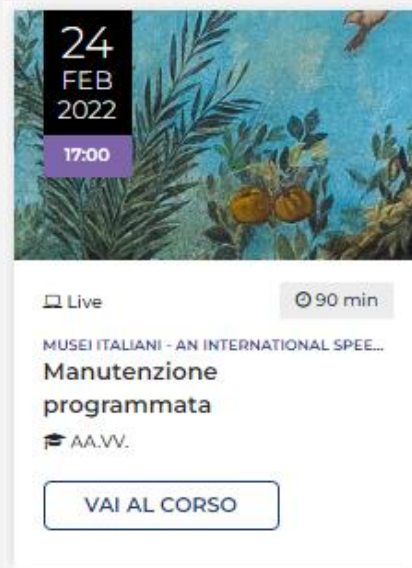 24
FEB
2022
17:00
Live
90 min
MUSEI ITALIANI - AN INTERNATIONAL SPEE...
Manutenzione
programmata
AA.VV.
VAI AL CORSO